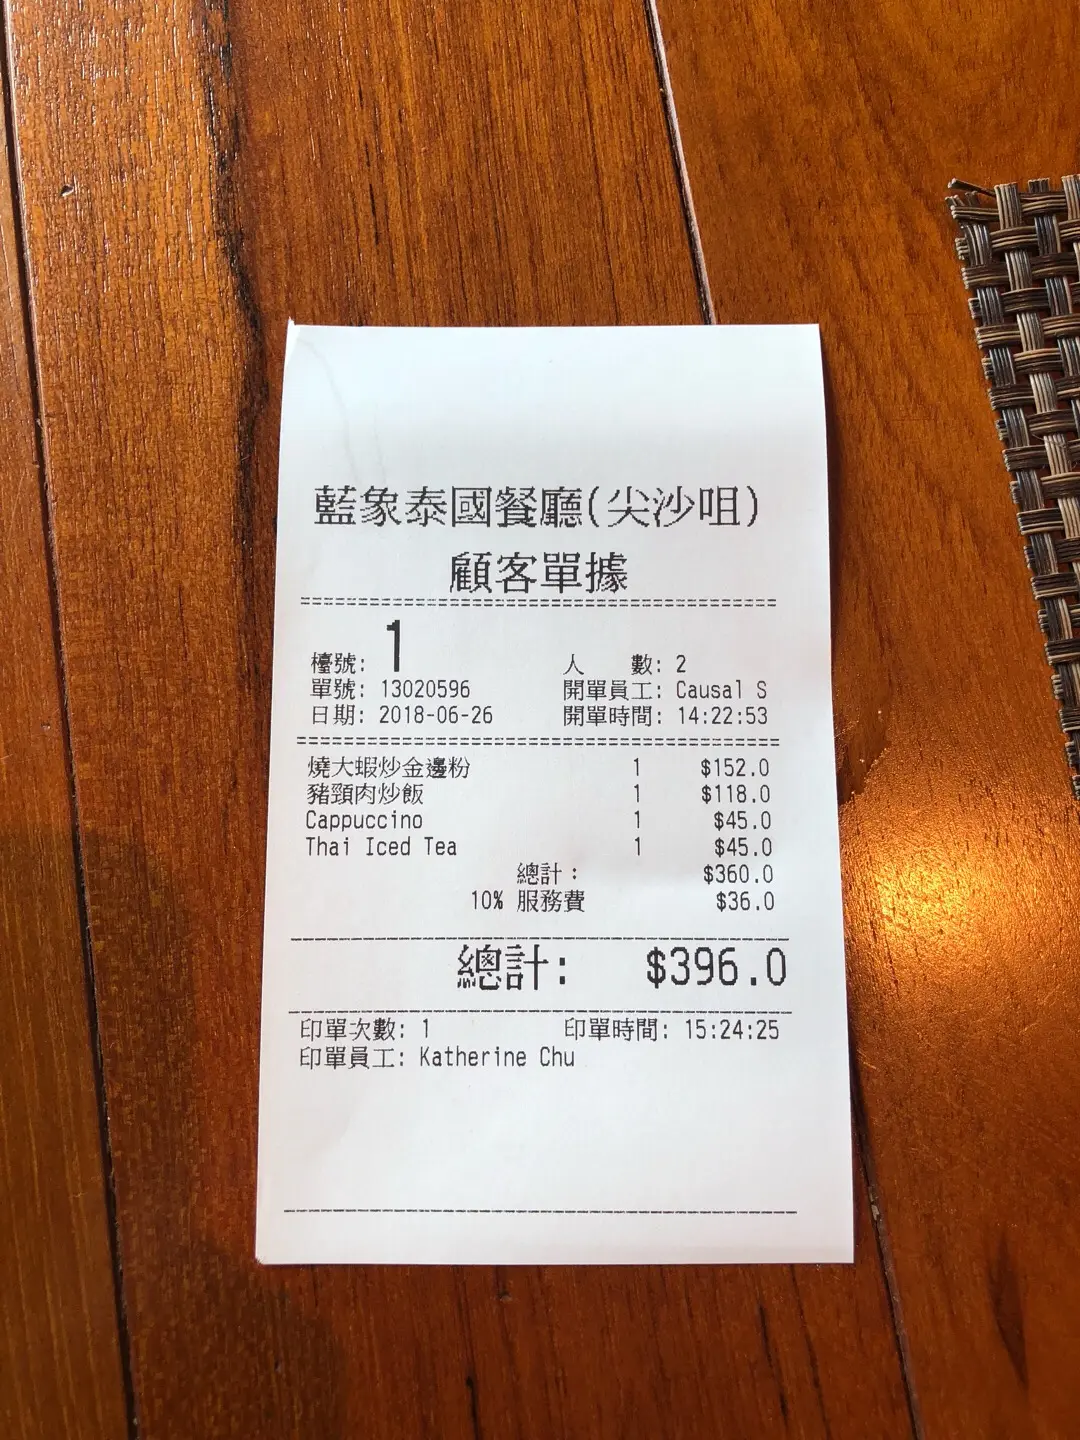 藍象泰國餐廳(尖沙咀)
顧客單據
檯號: 1 人 數: 2
單號: 13020596 開單員工: Causal S
日期: 2018-06-26 開單時間: 14:22:53
燒大蝦炒金邊粉 1 $152.0
豬頸肉炒飯 1 $118.0
Cappuccino 1 $45.0
Thai Iced Tea 1 $45.0
總計: $360.0
10% 服務費 $36.0
總計: $396.0
印單次數: 1 印單時間: 15:24:25
印單員工: Katherine Chu